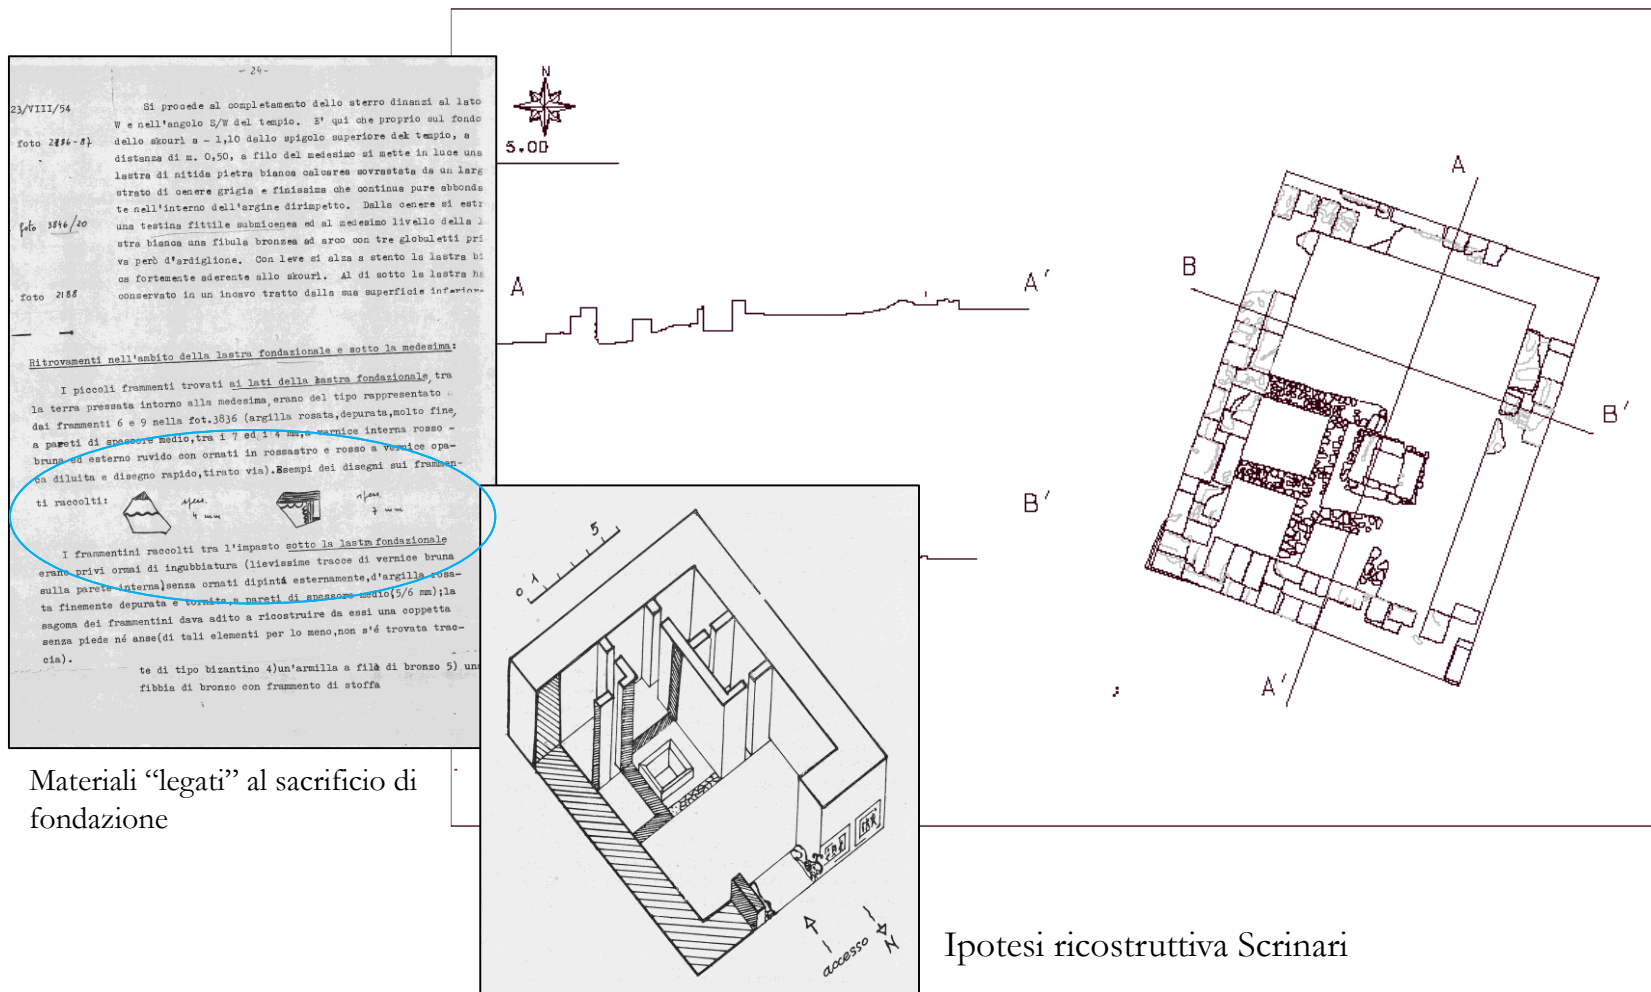 - 24-
23/VIII/54
Si procede al completamento dello sterro dinanzi al lato
W e nell'angolo S/W del tempio. E' qui che proprio sul fondo
foto 2186-87
dello skourì a - 1,10 dallo spigolo superiore del tempio, a
distanza di m. 0,50, a filo del medesimo si mette in luce una
lastra di nitida pietra bianca calcarea sovrastata da un larg
strato di cenere grigia e finissima che continua pure abbonda
te nell'interno dell'argine dirimpetto. Dalla cenere si estr
foto 3846/20
una testina fittile submicenea ed al medesimo livello della l
stra bianca una fibula bronzea ad arco con tre globuletti pri
va però d'ardiglione. Con leve si alza a stento la lastra bi
ca fortemente aderente allo skourì. Al di sotto la lastra ha
foto 2188
conservato in un incavo tratto dalla sua superficie inferior
Ritrovamenti nell'ambito della lastra fondazionale e sotto la medesima:
I piccoli frammenti trovati ai lati della lastra fondazionale, tra
la terra pressata intorno alla medesima, erano del tipo rappresentato
dai frammenti 6 e 9 nella fot.3836 (argilla rosata,depurata,molto fine,
a pareti di spessore medio,tra i 7 ed i 4 mm,a vernice interna rosso -
bruna ed esterno ruvido con ornati in rossastro e rosso a vernice opa-
ca diluita e disegno rapido,tirato via).Esempi dei disegni sui frammen-
ti raccolti:
spess.
4 mm
spess.
7 mm
I frammentini raccolti tra l'impasto sotto la lastra fondazionale
erano privi ormai di ingubbiatura (lievissime tracce di vernice bruna
sulla parete interna)senza ornati dipinti esternamente,d'argilla rosa-
ta finemente depurata e tornita,a pareti di spessore medio(5/6 mm);la
sagoma dei frammentini dava adito a ricostruire da essi una coppetta
senza piede né anse(di tali elementi per lo meno,non s'é trovata trac-
cia).
te di tipo bizantino 4)un'armilla a filo di bronzo 5) una
fibbia di bronzo con frammento di stoffa
Materiali “legati” al sacrificio di
fondazione
N
5.00
A
A'
B'
A
B
B'
A'
0 1 5
accesso
N
Ipotesi ricostruttiva Scrinari